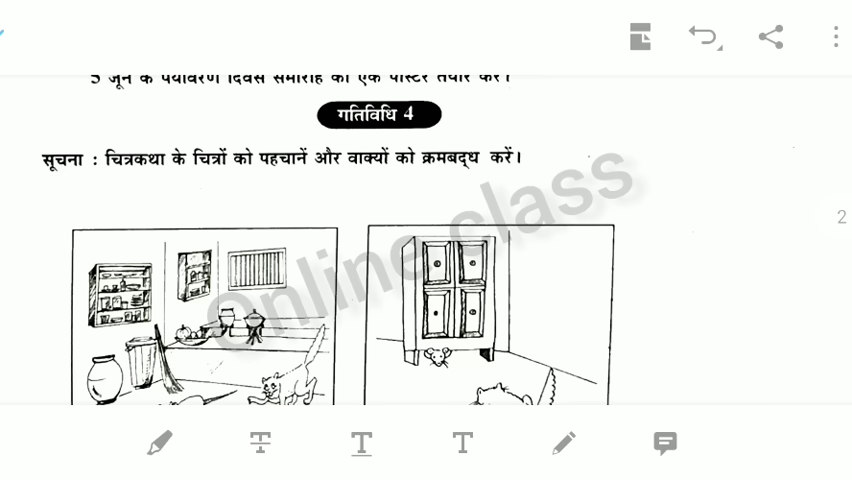 5 जून के पर्यावरण दिवस समारोह का एक पोस्टर तैयार करें।
गतिविधि 4
सूचना : चित्रकथा के चित्रों को पहचानें और वाक्यों को क्रमबद्ध करें।
Online class
2